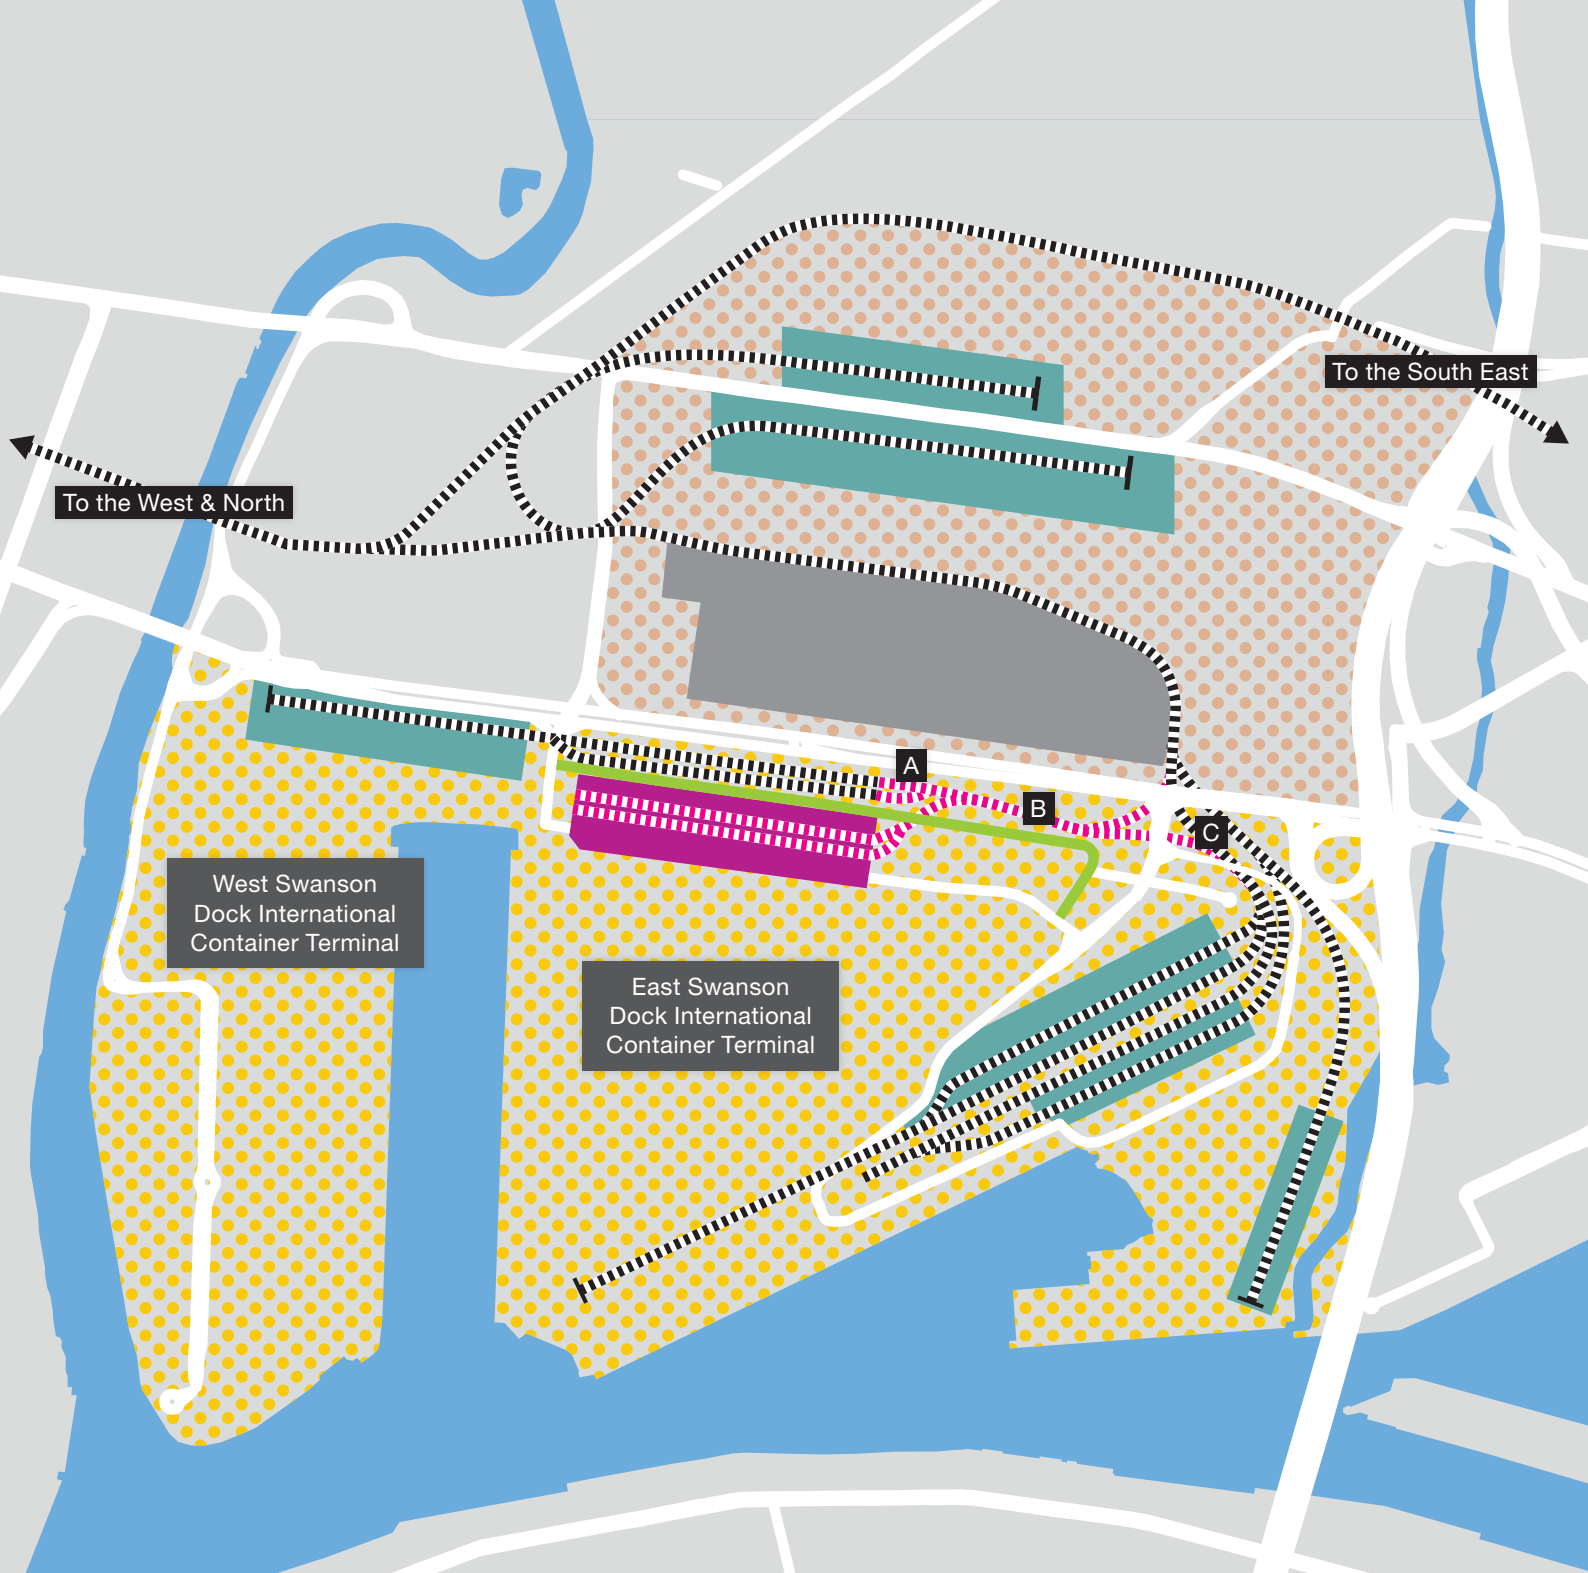 To the South East
To the West & North
A
B
C
West Swanson
Dock International
Container Terminal
East Swanson
Dock International
Container Terminal